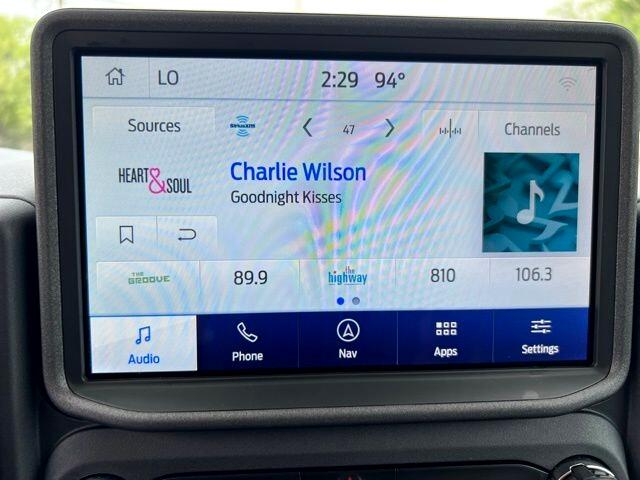 LO 2:29 94°
Sources SiriusXM 47 Channels
HEART & SOUL
Charlie Wilson
Goodnight Kisses
THE GROOVE 89.9 the highway 810 106.3
Audio Phone Nav Apps Settings